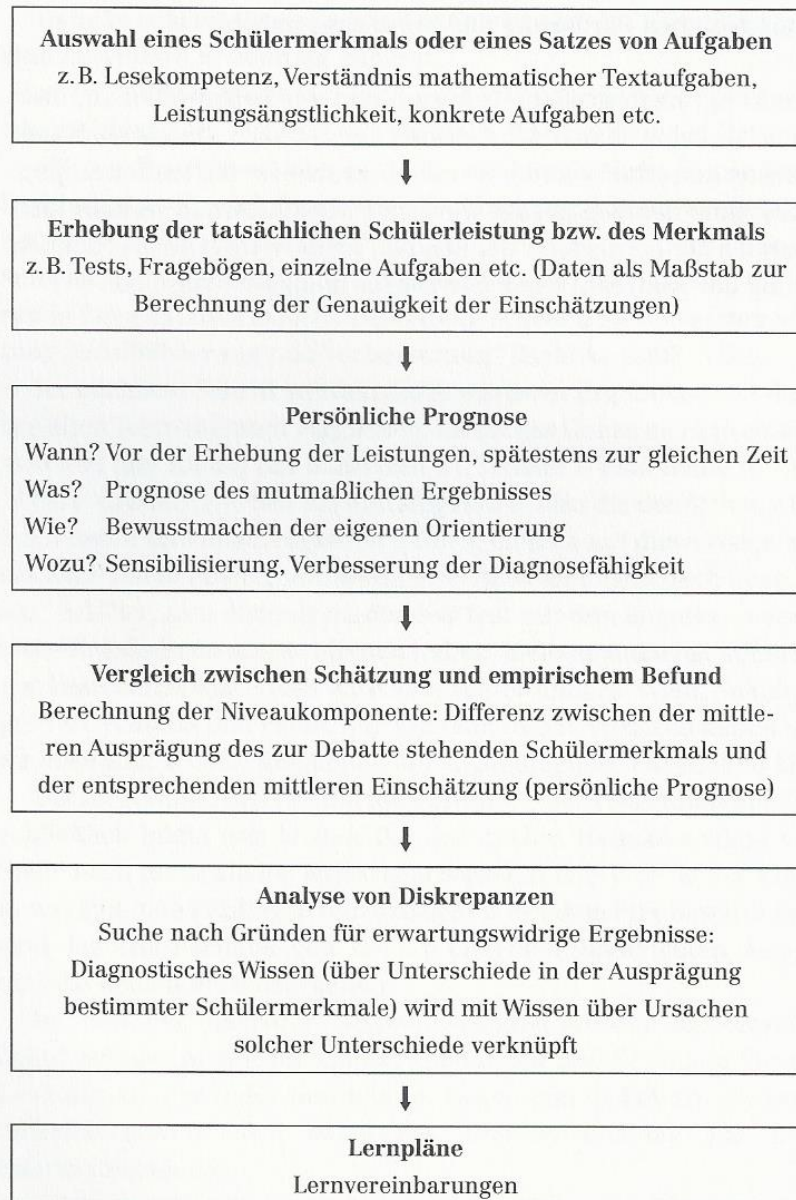 Auswahl eines Schülermerkmals oder eines Satzes von Aufgaben
z. B. Lesekompetenz, Verständnis mathematischer Textaufgaben,
Leistungsängstlichkeit, konkrete Aufgaben etc.
Erhebung der tatsächlichen Schülerleistung bzw. des Merkmals
z. B. Tests, Fragebögen, einzelne Aufgaben etc. (Daten als Maßstab zur
Berechnung der Genauigkeit der Einschätzungen)
Persönliche Prognose
Wann? Vor der Erhebung der Leistungen, spätestens zur gleichen Zeit
Was? Prognose des mutmaßlichen Ergebnisses
Wie? Bewusstmachen der eigenen Orientierung
Wozu? Sensibilisierung, Verbesserung der Diagnosefähigkeit
Vergleich zwischen Schätzung und empirischem Befund
Berechnung der Niveaukomponente: Differenz zwischen der mittle-
ren Ausprägung des zur Debatte stehenden Schülermerkmals und
der entsprechenden mittleren Einschätzung (persönliche Prognose)
Analyse von Diskrepanzen
Suche nach Gründen für erwartungswidrige Ergebnisse:
Diagnostisches Wissen (über Unterschiede in der Ausprägung
bestimmter Schülermerkmale) wird mit Wissen über Ursachen
solcher Unterschiede verknüpft
Lernpläne
Lernvereinbarungen